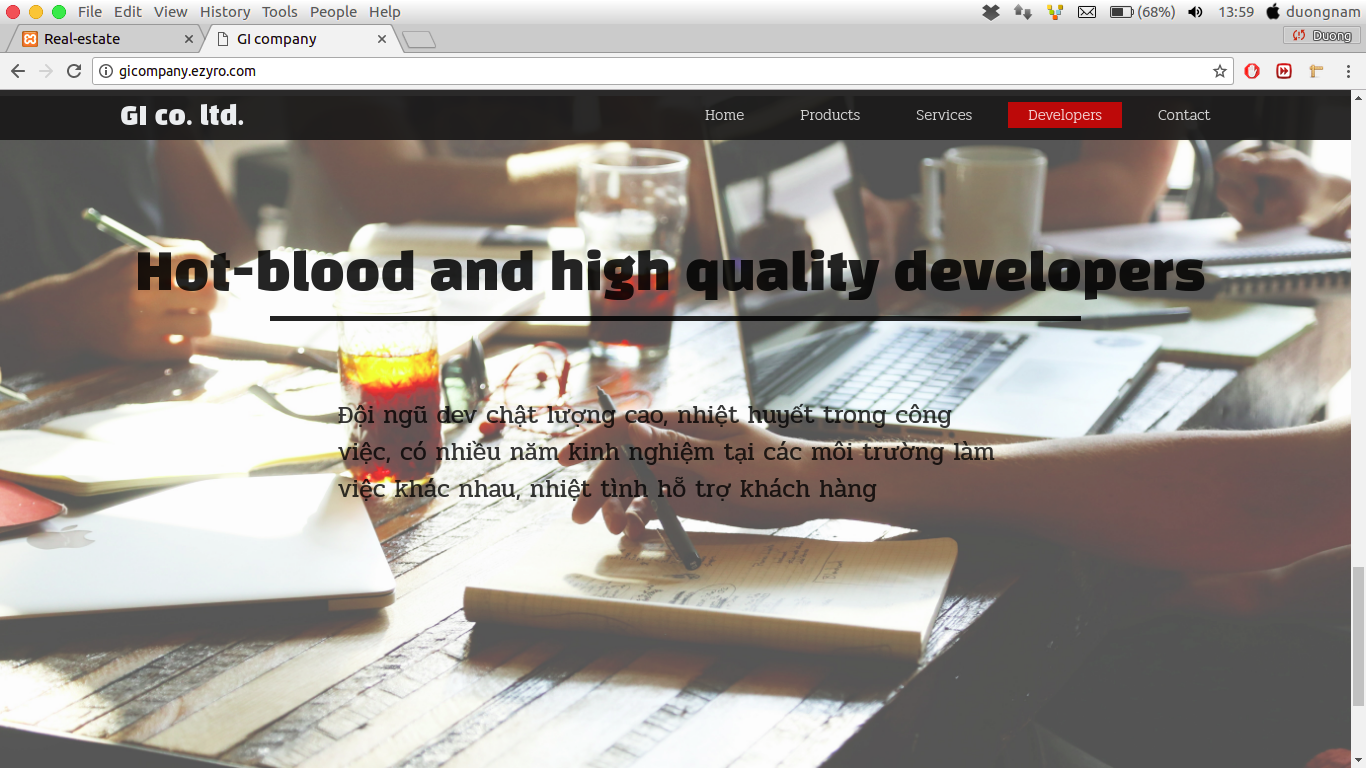 File Edit View History Tools People Help (68%) 13:59 duongnam
Real-estate GI company Duong
gicompany.ezyro.com
GI co. ltd. Home Products Services Developers Contact
Hot-blood and high quality developers
Đội ngũ dev chật lượng cao, nhiệt huyết trong công
việc, có nhiều năm kinh nghiệm tại các môi trường làm
việc khác nhau, nhiệt tình hỗ trợ khách hàng